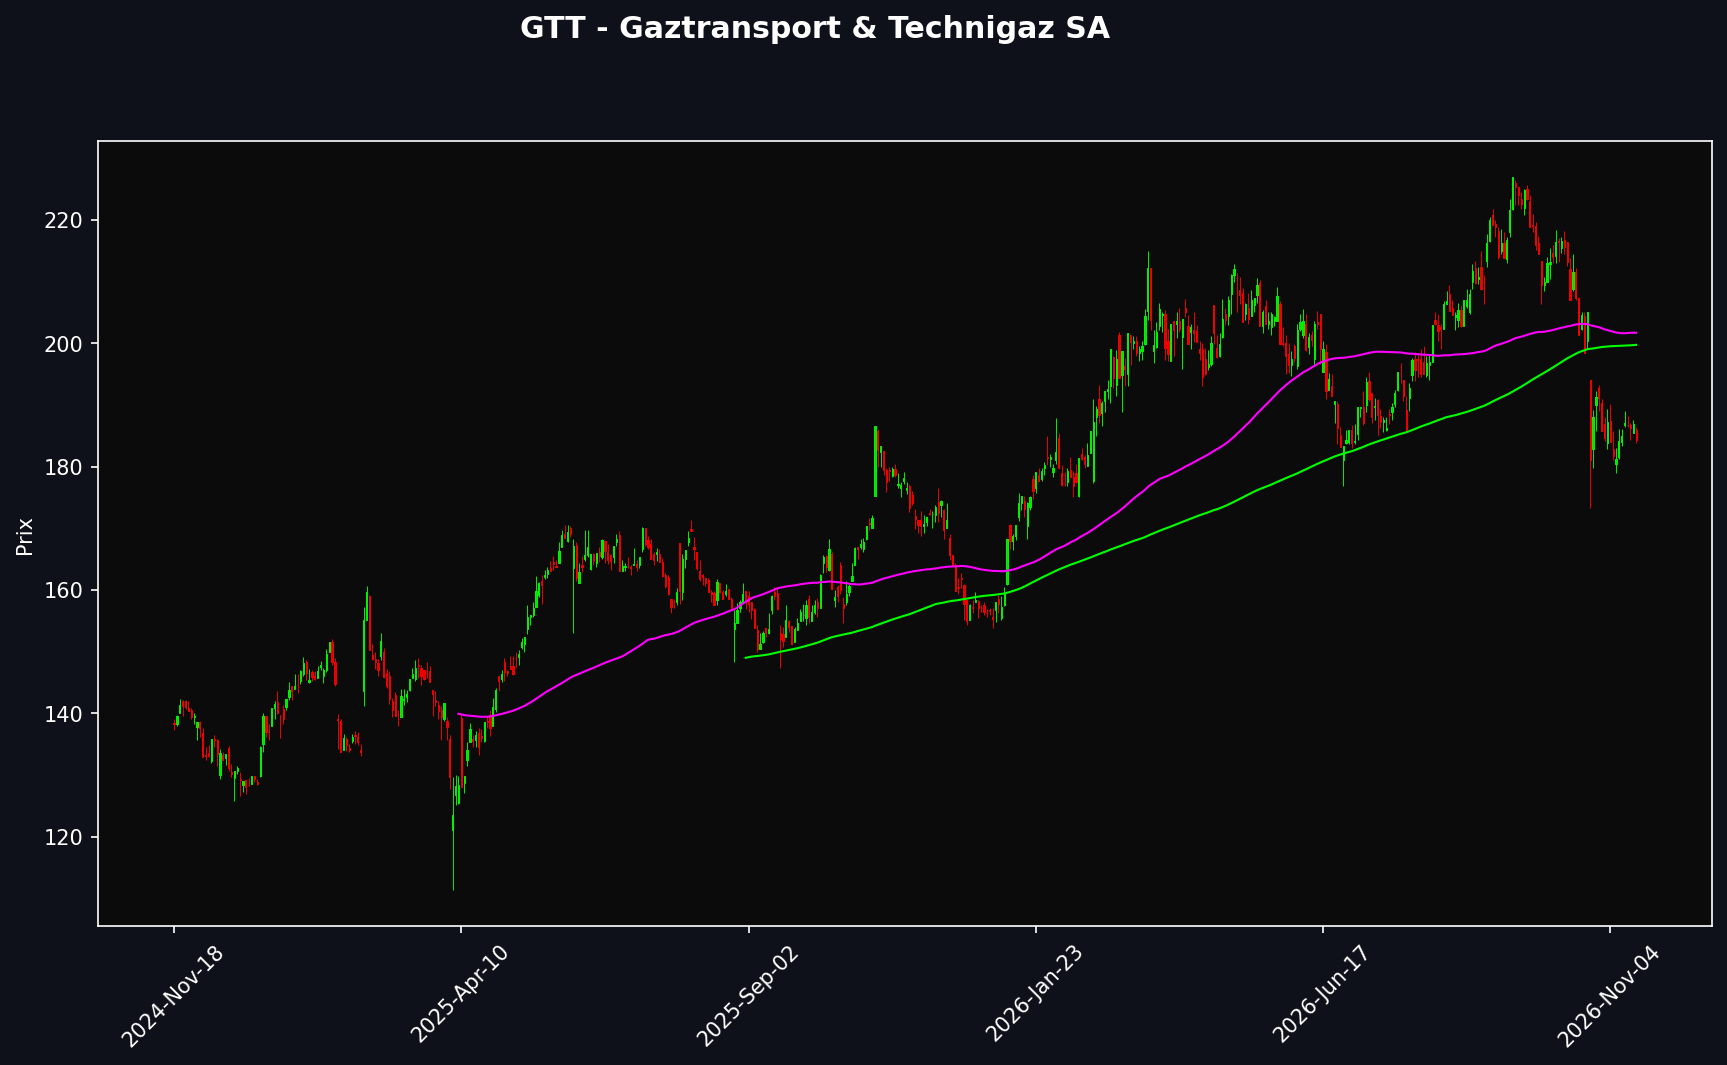 GTT - Gaztransport & Technigaz SA
Prix
220
200
180
160
140
120
2024-Nov-18
2025-Apr-10
2025-Sep-02
2026-Jan-23
2026-Jun-17
2026-Nov-04